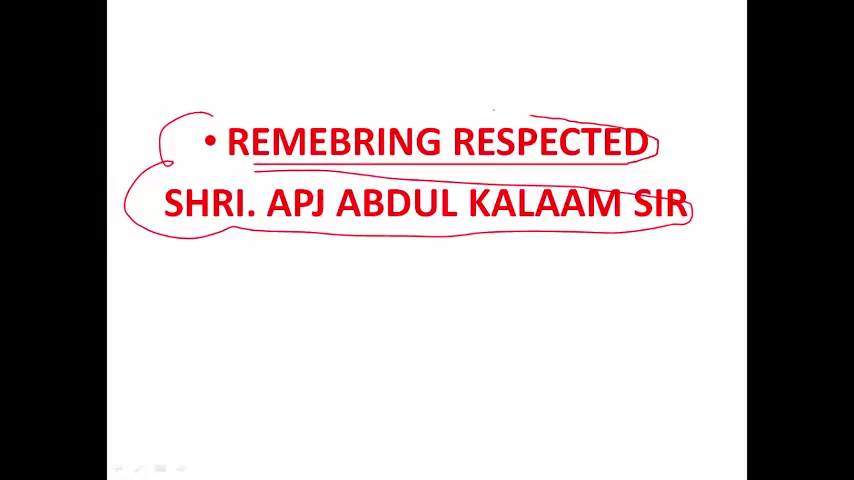 • REMEBRING RESPECTED
SHRI. APJ ABDUL KALAAM SIR